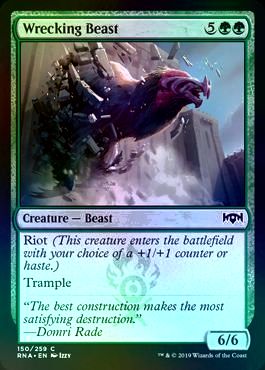 Wrecking Beast 5
Creature — Beast
RNA
Riot (This creature enters the battlefield
with your choice of a +1/+1 counter or
haste.)
Trample
"The best construction makes the most
satisfying destruction."
—Domri Rade
6/6
150/259 C
RNA • EN Izzy
™ & © 2019 Wizards of the Coast